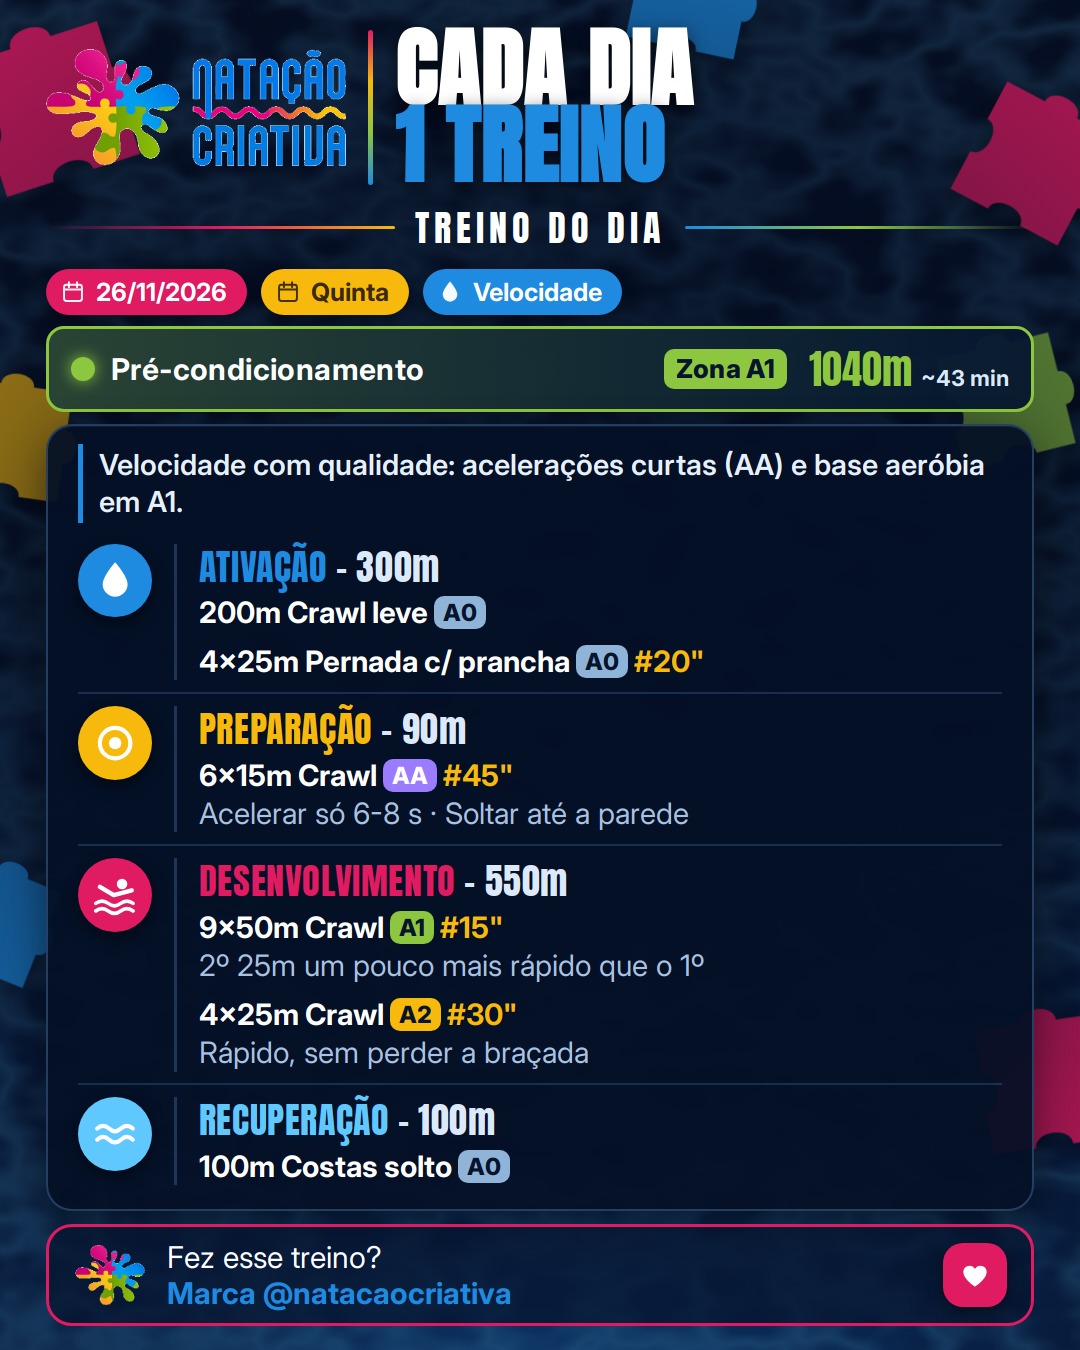 NATAÇÃO
CRIATIVA
CADA DIA
1 TREINO
TREINO DO DIA
26/11/2026
Quinta
Velocidade
Pré-condicionamento
Zona A1
1040m ~43 min
Velocidade com qualidade: acelerações curtas (AA) e base aeróbia
em A1.
ATIVAÇÃO - 300m
200m Crawl leve A0
4×25m Pernada c/ prancha A0 #20"
PREPARAÇÃO - 90m
6×15m Crawl AA #45"
Acelerar só 6-8 s · Soltar até a parede
DESENVOLVIMENTO - 550m
9×50m Crawl A1 #15"
2º 25m um pouco mais rápido que o 1º
4×25m Crawl A2 #30"
Rápido, sem perder a braçada
RECUPERAÇÃO - 100m
100m Costas solto A0
Fez esse treino?
Marca @natacaocriativa